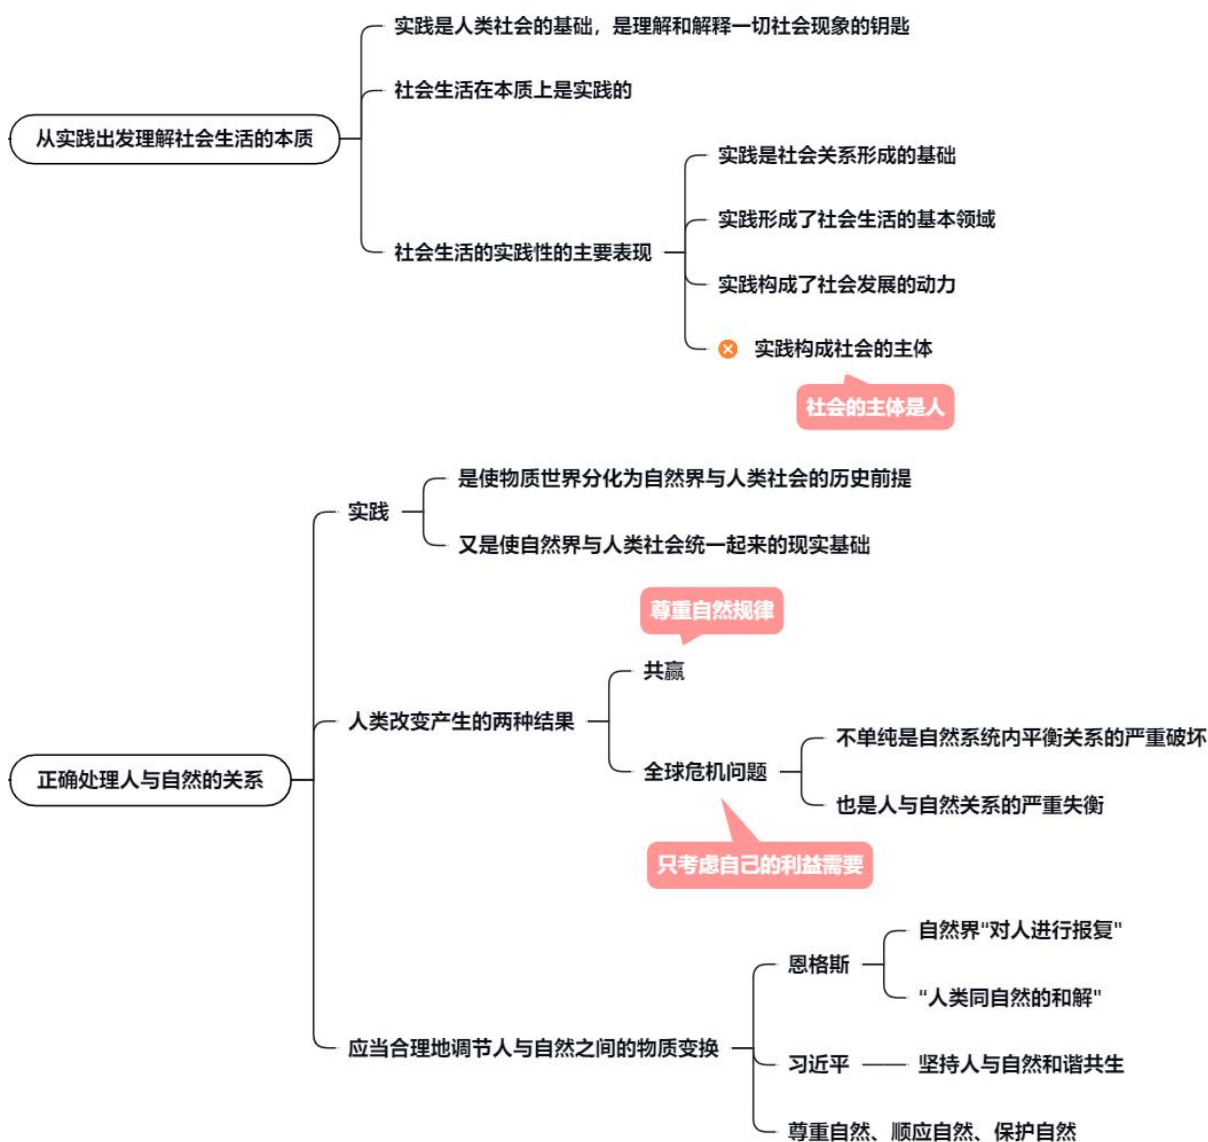 实践是人类社会的基础，是理解和解释一切社会现象的钥匙
社会生活在本质上是实践的
从实践出发理解社会生活的本质
实践是社会关系形成的基础
实践形成了社会生活的基本领域
社会生活的实践性的主要表现
实践构成了社会发展的动力
实践构成社会的主体
社会的主体是人
是使物质世界分化为自然界与人类社会的历史前提
实践
又是使自然界与人类社会统一起来的现实基础
尊重自然规律
共赢
人类改变产生的两种结果
不单纯是自然系统内平衡关系的严重破坏
正确处理人与自然的关系
全球危机问题
也是人与自然关系的严重失衡
只考虑自己的利益需要
自然界"对人进行报复"
恩格斯
"人类同自然的和解"
应当合理地调节人与自然之间的物质变换
习近平
坚持人与自然和谐共生
尊重自然、顺应自然、保护自然